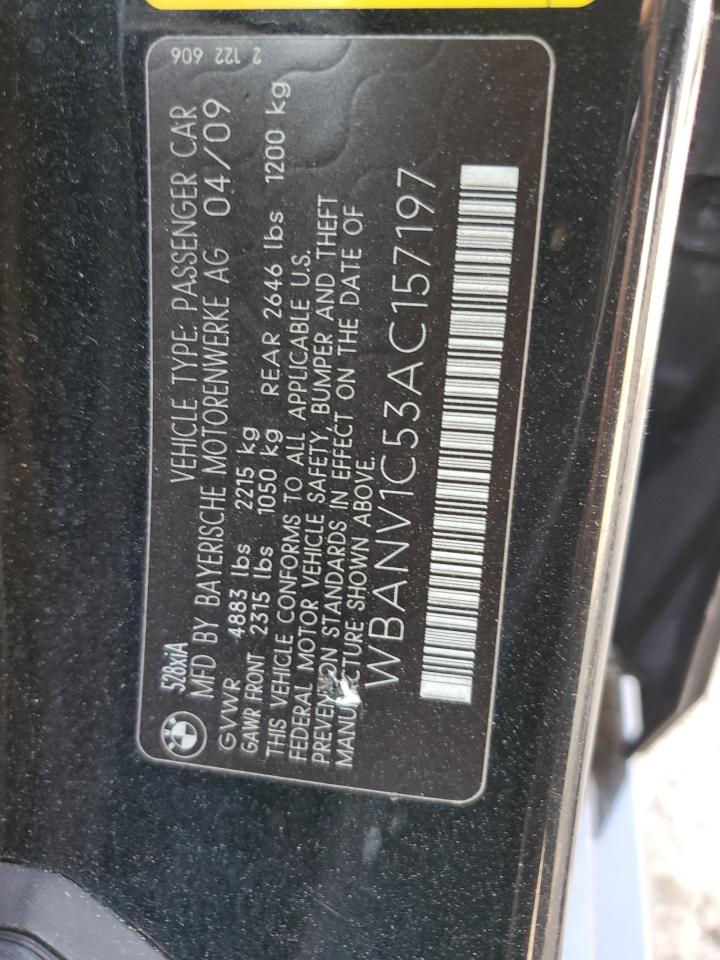 2 122 606
528xiA
VEHICLE TYPE: PASSENGER CAR
MFD BY BAYERISCHE MOTORENWERKE AG 04/09
GVWR 4883 lbs 2215 kg
GAWR FRONT 2315 lbs 1050 kg REAR 2646 lbs 1200 kg
THIS VEHICLE CONFORMS TO ALL APPLICABLE U.S.
FEDERAL MOTOR VEHICLE SAFETY, BUMPER AND THEFT
PREVENTION STANDARDS IN EFFECT ON THE DATE OF
MANUFACTURE SHOWN ABOVE.
WBANV1C53AC157197